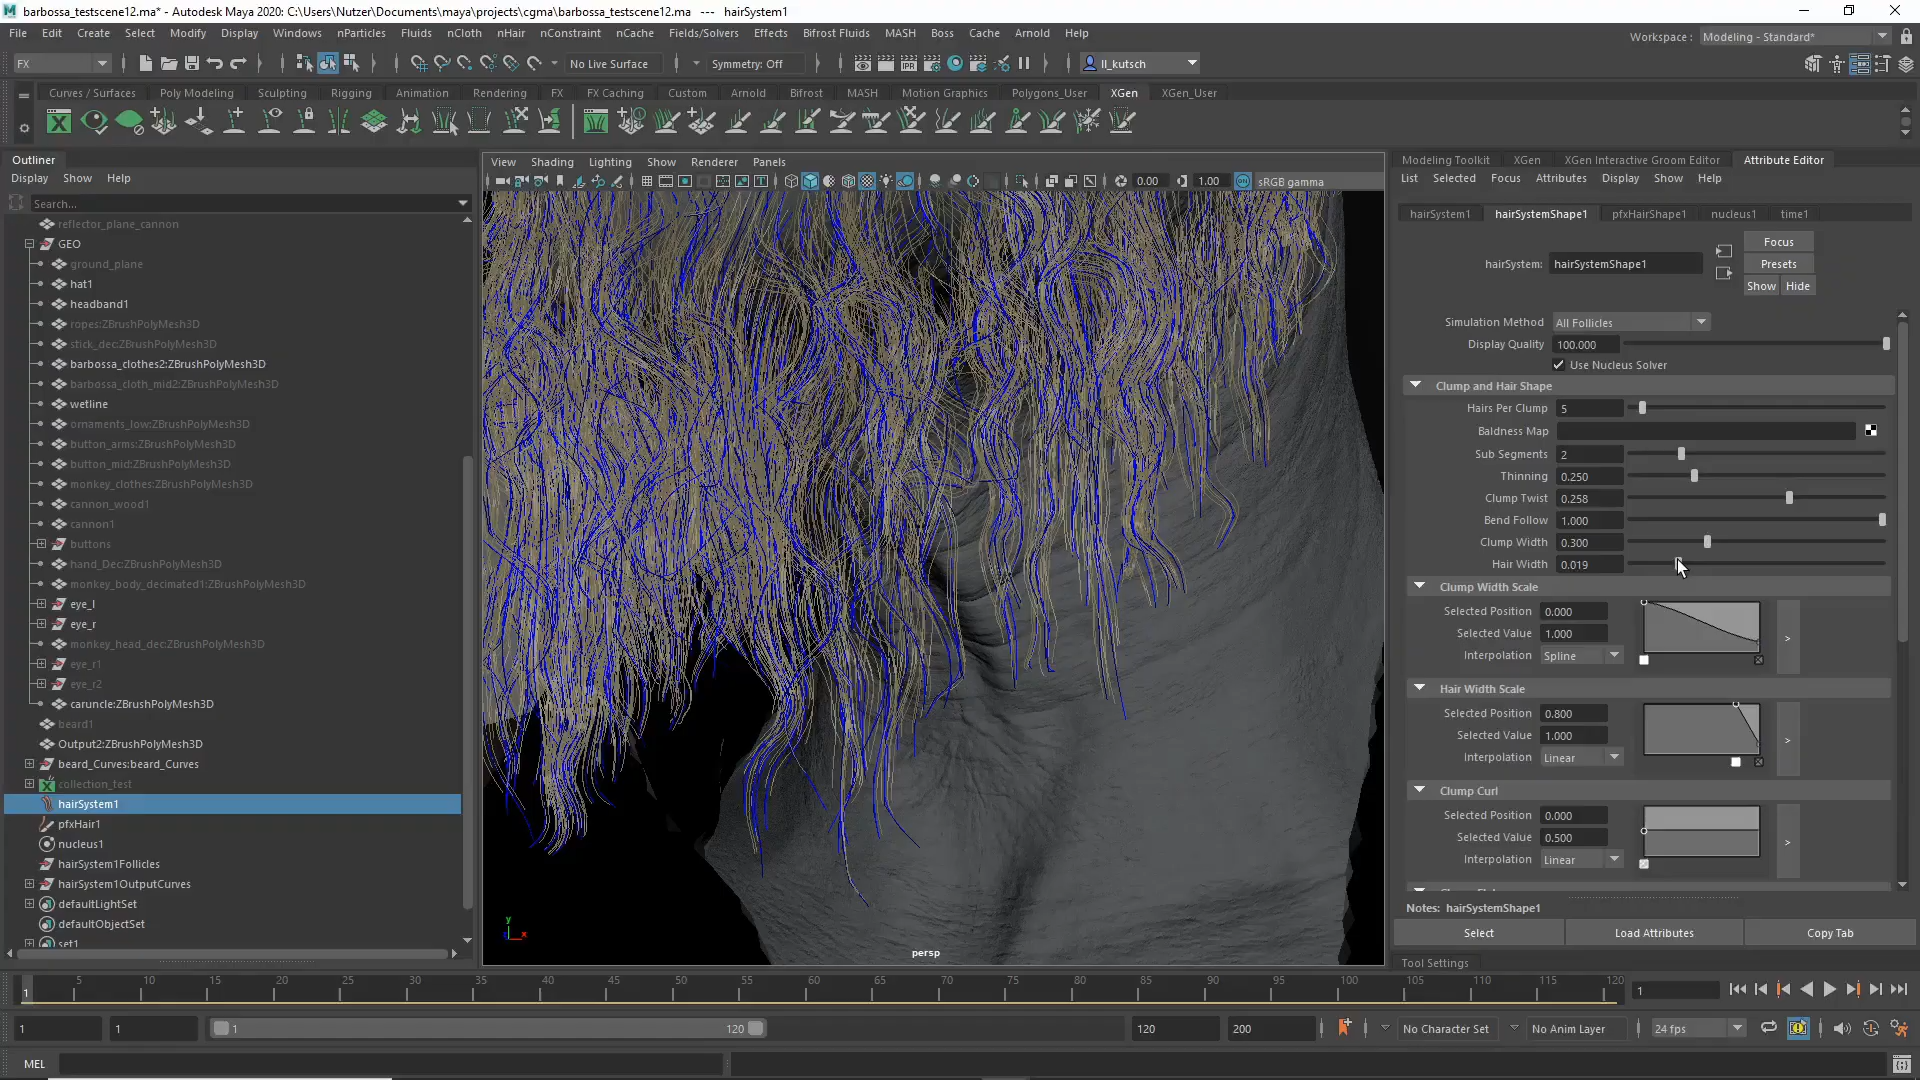 barbossa_testscene12.ma* - Autodesk Maya 2020: C:\Users\Nutzer\Documents\maya\projects\cgma\barbossa_testscene12.ma   ---   hairSystem1
File Edit Create Select Modify Display Windows nParticles Fluids nCloth nHair nConstraint nCache Fields/Solvers Effects Bifrost Fluids MASH Boss Cache Arnold Help
Workspace : Modeling - Standard*
FX No Live Surface Symmetry: Off ll_kutsch
Curves / Surfaces Poly Modeling Sculpting Rigging Animation Rendering FX FX Caching Custom Arnold Bifrost MASH Motion Graphics Polygons_User XGen XGen_User
Outliner
Display Show Help
Search...
reflector_plane_cannon
GEO
ground_plane
hat1
headband1
ropes:ZBrushPolyMesh3D
stick_dec:ZBrushPolyMesh3D
barbossa_clothes2:ZBrushPolyMesh3D
barbossa_cloth_mid2:ZBrushPolyMesh3D
wetline
ornaments_low:ZBrushPolyMesh3D
button_arms:ZBrushPolyMesh3D
button_mid:ZBrushPolyMesh3D
monkey_clothes:ZBrushPolyMesh3D
cannon_wood1
cannon1
buttons
hand_Dec:ZBrushPolyMesh3D
monkey_body_decimated1:ZBrushPolyMesh3D
eye_l
eye_r
monkey_head_dec:ZBrushPolyMesh3D
eye_r1
eye_r2
caruncle:ZBrushPolyMesh3D
beard1
Output2:ZBrushPolyMesh3D
beard_Curves:beard_Curves
collection_test
hairSystem1
pfxHair1
nucleus1
hairSystem1Follicles
hairSystem1OutputCurves
defaultLightSet
defaultObjectSet
set1
View Shading Lighting Show Renderer Panels
0.00 1.00 ON sRGB gamma
y
x
persp
Modeling Toolkit XGen XGen Interactive Groom Editor Attribute Editor
List Selected Focus Attributes Display Show Help
hairSystem1 hairSystemShape1 pfxHairShape1 nucleus1 time1
Focus
hairSystem: hairSystemShape1 Presets
Show Hide
Simulation Method All Follicles
Display Quality 100.000
Use Nucleus Solver
Clump and Hair Shape
Hairs Per Clump 5
Baldness Map
Sub Segments 2
Thinning 0.250
Clump Twist 0.258
Bend Follow 1.000
Clump Width 0.300
Hair Width 0.019
Clump Width Scale
Selected Position 0.000
Selected Value 1.000
>
Interpolation Spline
Hair Width Scale
Selected Position 0.800
Selected Value 1.000
>
Interpolation Linear
Clump Curl
Selected Position 0.000
Selected Value 0.500
>
Interpolation Linear
Notes: hairSystemShape1
Select Load Attributes Copy Tab
Tool Settings
1 5 10 15 20 25 30 35 40 45 50 55 60 65 70 75 80 85 90 95 100 105 110 115 120 1
1 1 1 120 120 200 No Character Set No Anim Layer 24 fps
MEL